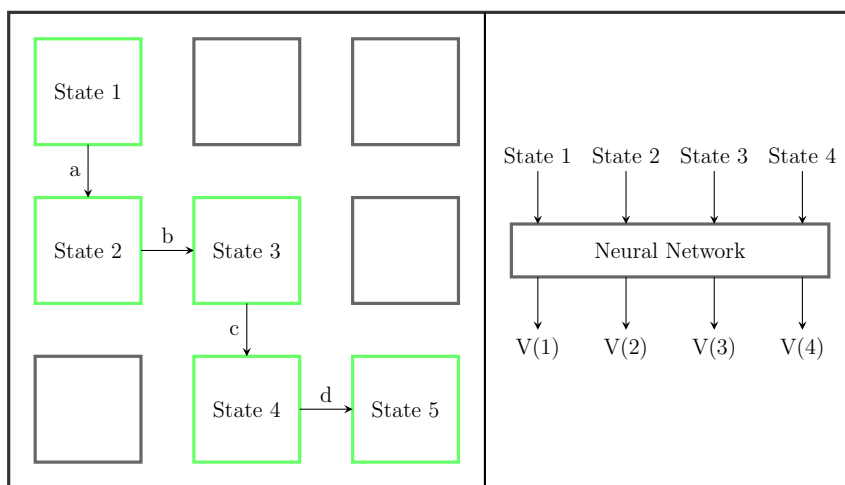 State 1
a
State 2
b
State 3
c
State 4
d
State 5
State 1 State 2 State 3 State 4
Neural Network
V(1) V(2) V(3) V(4)